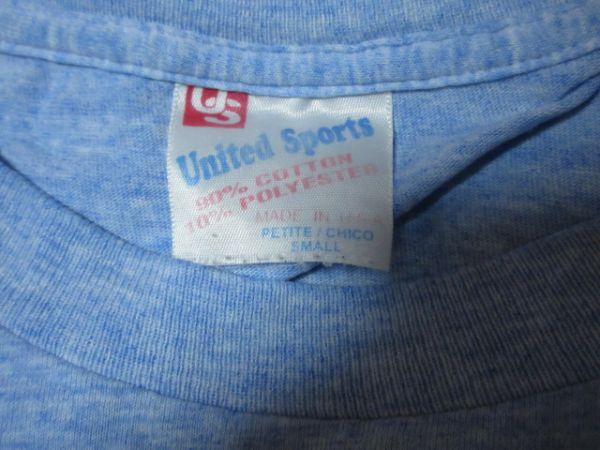 US
United Sports
90% COTTON
10% POLYESTER
MADE IN U.S.A
PETITE / CHICO
SMALL